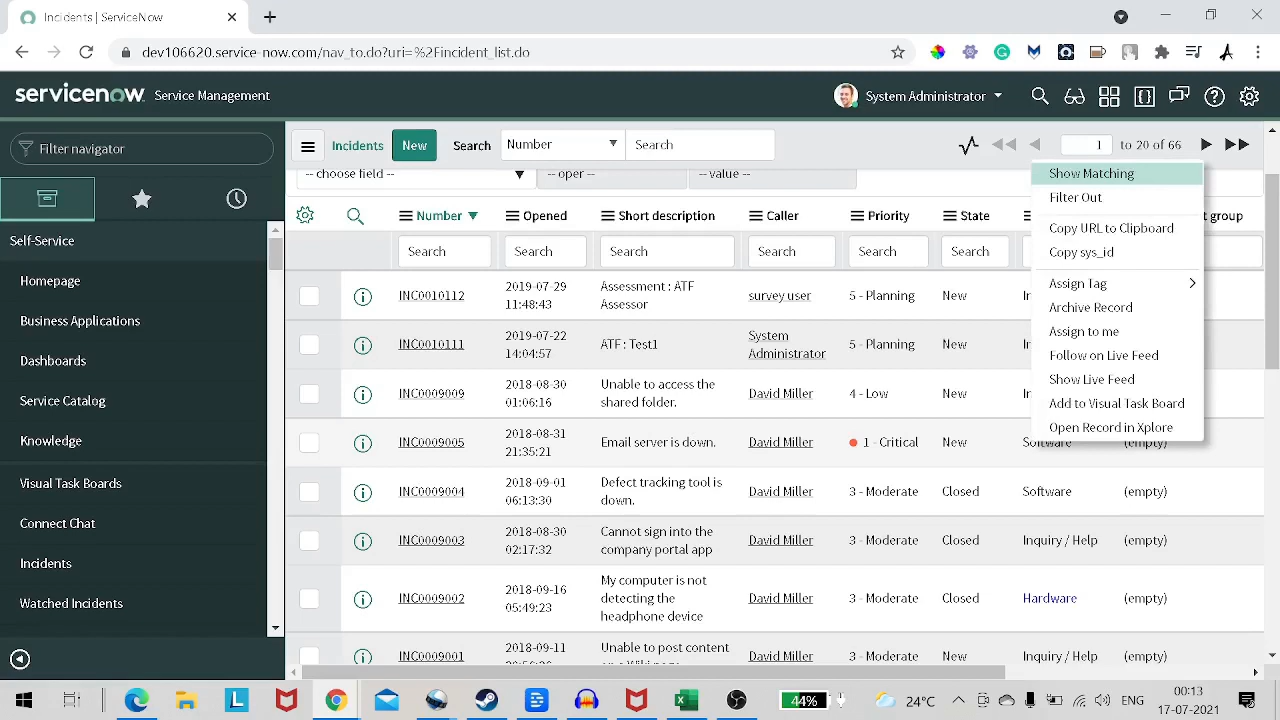 Incidents | ServiceNow
dev106620.service-now.com/nav_to.do?uri=%2Fincident_list.do
servicenow. Service Management
System Administrator
Filter navigator
Incidents New Search Number Search
1 to 20 of 66
-- choose field -- -- oper -- -- value --
Self-Service
Homepage
Business Applications
Dashboards
Service Catalog
Knowledge
Visual Task Boards
Connect Chat
Incidents
Watched Incidents
Number Opened Short description Caller Priority State t group
Search Search Search Search Search Search
INC0010112 2019-07-29 11:48:43 Assessment : ATF Assessor survey user 5 - Planning New In
INC0010111 2019-07-22 14:04:57 ATF : Test1 System Administrator 5 - Planning New In
INC0009009 2018-08-30 01:06:16 Unable to access the shared folder. David Miller 4 - Low New In
INC0009005 2018-08-31 21:35:21 Email server is down. David Miller 1 - Critical New Software (empty)
INC0009004 2018-09-01 06:13:30 Defect tracking tool is down. David Miller 3 - Moderate Closed Software (empty)
INC0009003 2018-08-30 02:17:32 Cannot sign into the company portal app David Miller 3 - Moderate Closed Inquiry / Help (empty)
INC0009002 2018-09-16 05:49:23 My computer is not detecting the headphone device David Miller 3 - Moderate Closed Hardware (empty)
INC0009001 2018-09-11 Unable to post content David Miller 3 - Moderate New Inquiry / Help (empty)
Show Matching
Filter Out
Copy URL to Clipboard
Copy sys_id
Assign Tag
Archive Record
Assign to me
Follow on Live Feed
Show Live Feed
Add to Visual Task Board
Open Record in Xplore
44%
24°C
ENG
00:13
17-07-2021